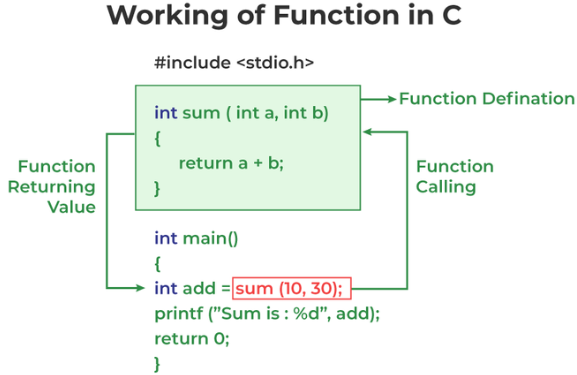 Working of Function in C
#include <stdio.h>
int sum ( int a, int b)
{
return a + b;
}
Function Defination
Function
Returning
Value
Function
Calling
int main()
{
int add = sum (10, 30);
printf (”Sum is : %d”, add);
return 0;
}